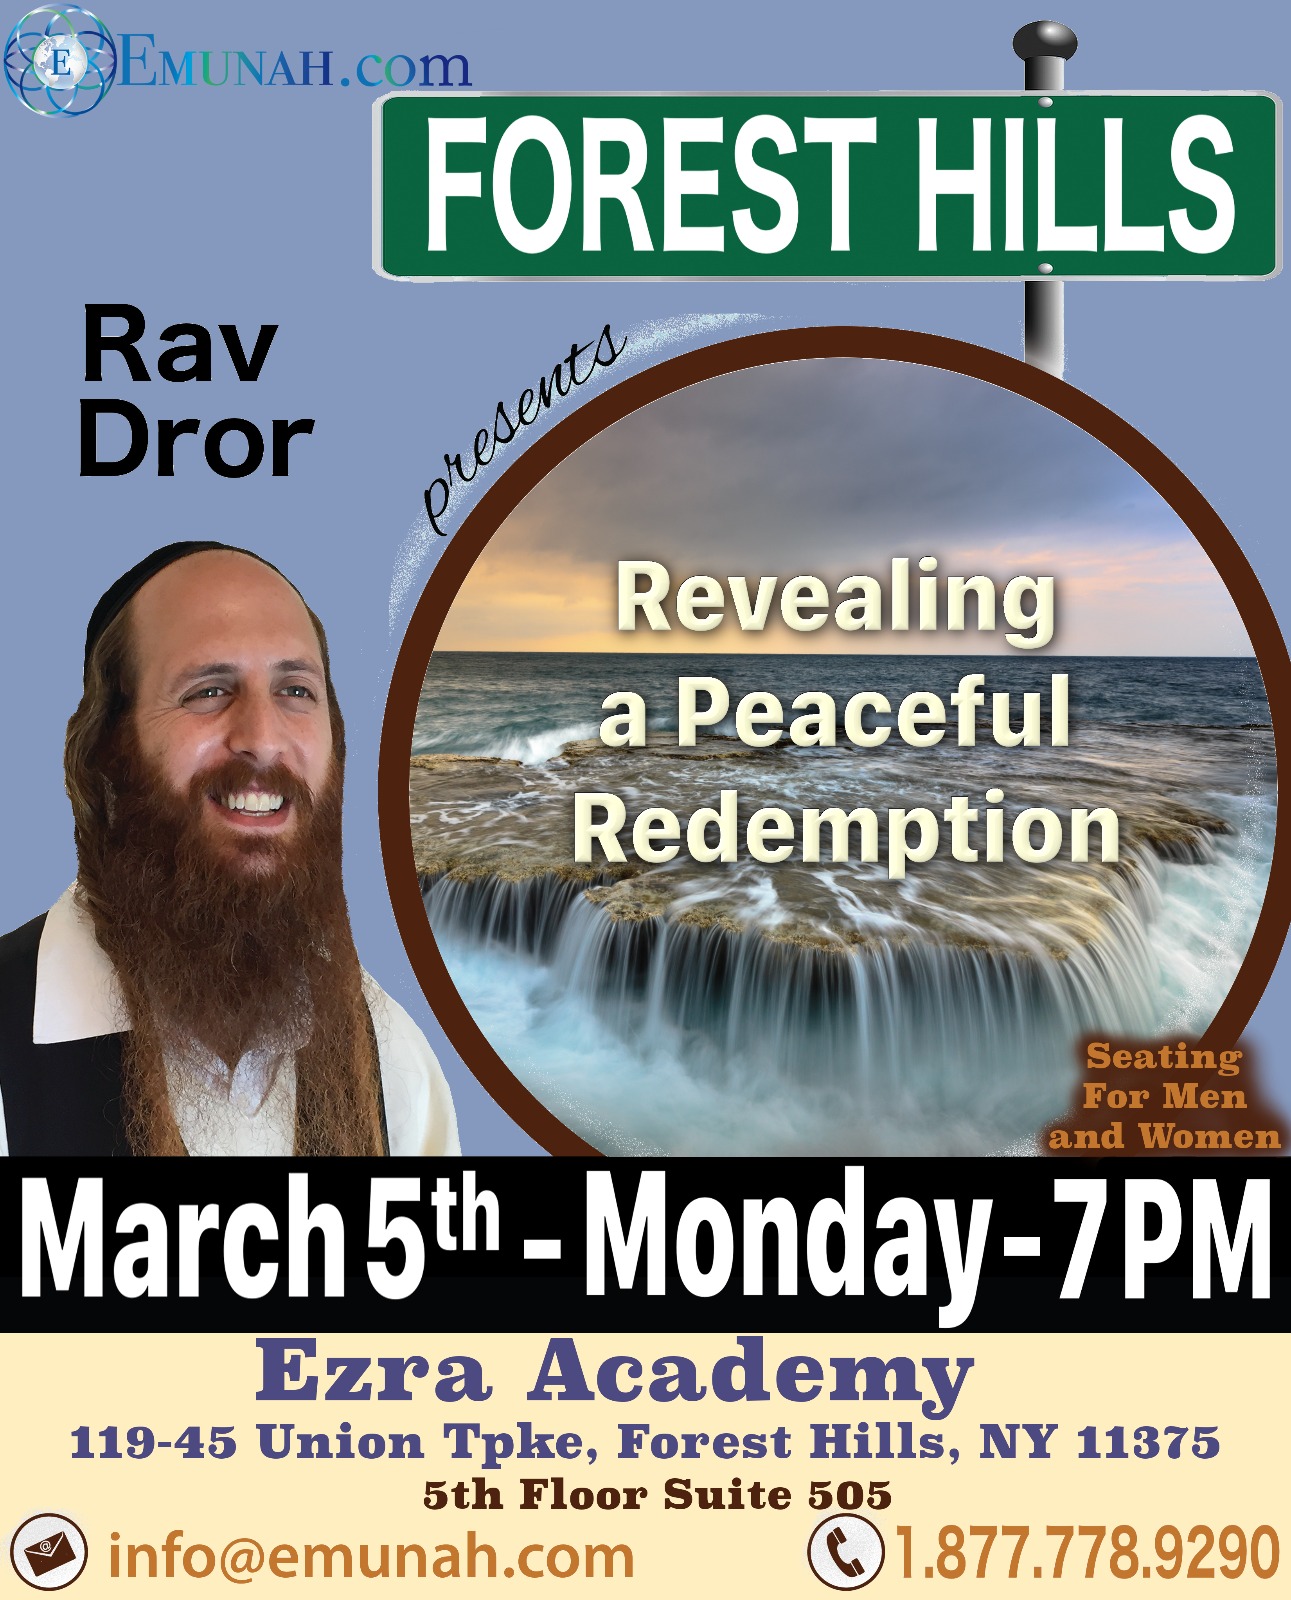 E EMUNAH.com
FOREST HILLS
Rav
Dror
presents
Revealing
a Peaceful
Redemption
Seating
For Men
and Women
March 5th - Monday - 7 PM
Ezra Academy
119-45 Union Tpke, Forest Hills, NY 11375
5th Floor Suite 505
@ info@emunah.com
1.877.778.9290